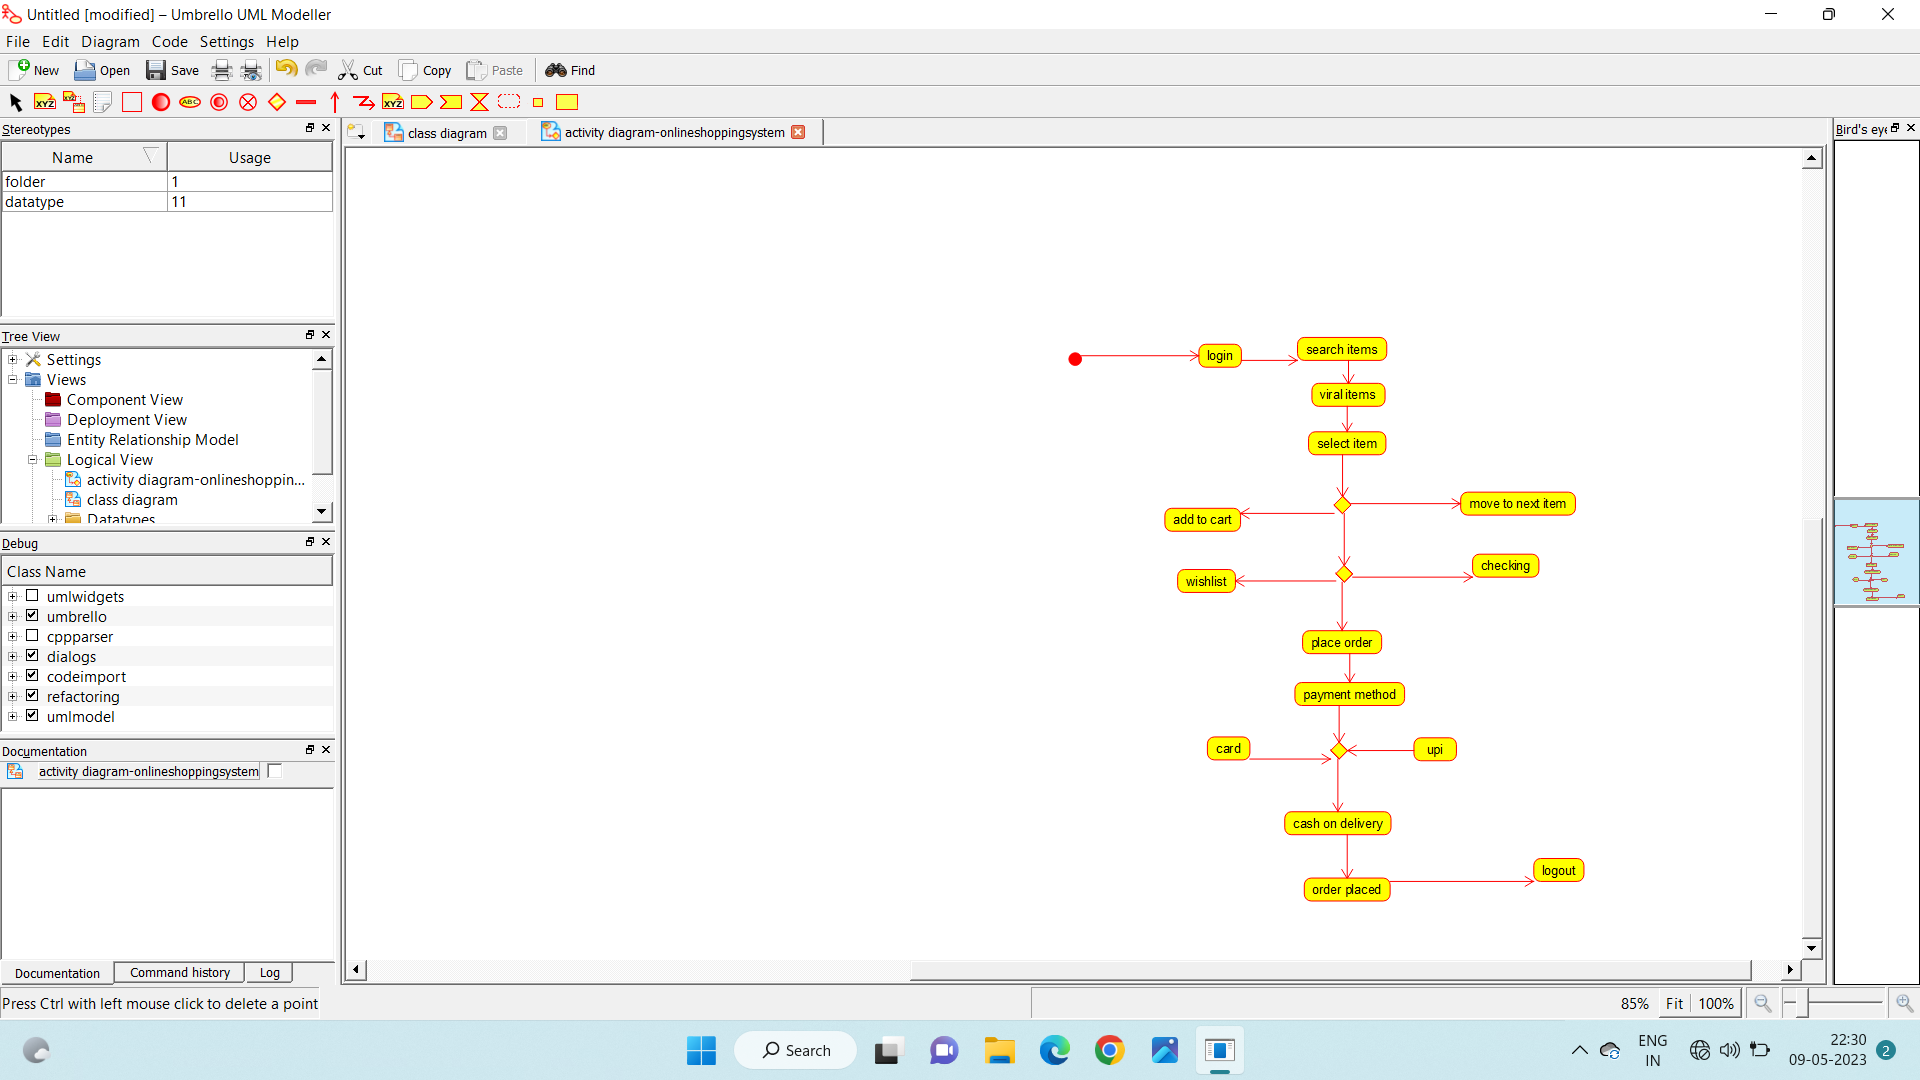 Untitled [modified] – Umbrello UML Modeller
File Edit Diagram Code Settings Help
New Open Save Cut Copy Paste Find
XYZ XYZ ABC XYZ
Stereotypes
Name Usage
folder 1
datatype 11
Tree View
Settings
Views
Component View
Deployment View
Entity Relationship Model
Logical View
activity diagram-onlineshoppin...
class diagram
Datatypes
Debug
Class Name
umlwidgets
umbrello
cppparser
dialogs
codeimport
refactoring
umlmodel
Documentation
activity diagram-onlineshoppingsystem
Documentation Command history Log
Press Ctrl with left mouse click to delete a point
class diagram activity diagram-onlineshoppingsystem
login
search items
viral items
select item
move to next item
add to cart
checking
wishlist
place order
payment method
card
upi
cash on delivery
logout
order placed
Bird's eye
85% Fit 100%
Search
ENG
IN
22:30
09-05-2023
2